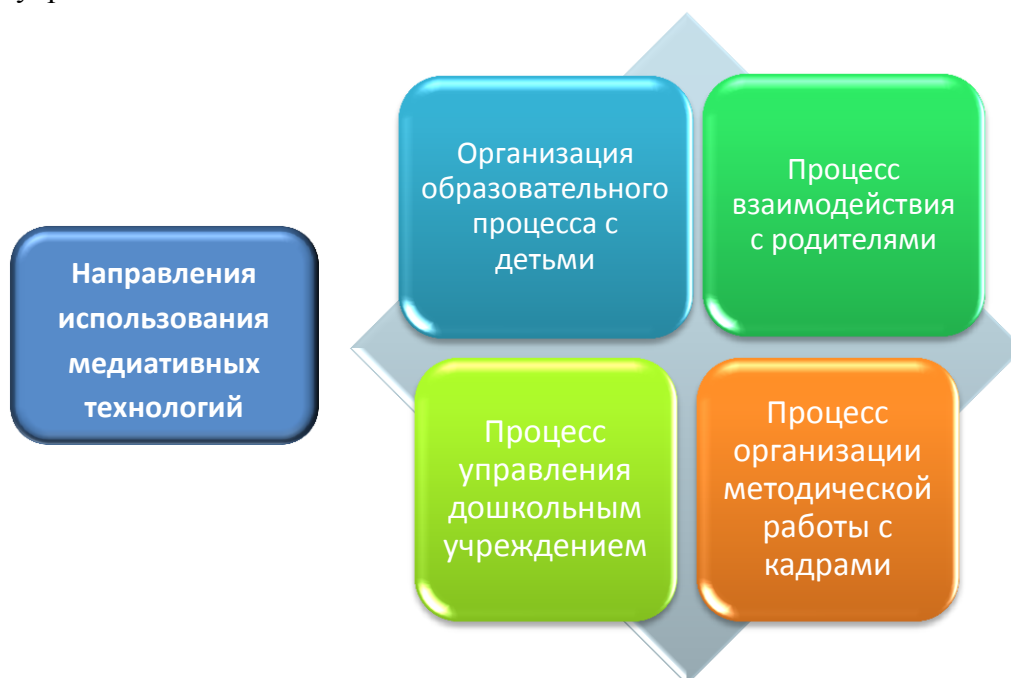 Направления
использования
медиативных
технологий
Организация
образовательного
процесса с
детьми
Процесс
взаимодействия
с родителями
Процесс
управления
дошкольным
учреждением
Процесс
организации
методической
работы с
кадрами